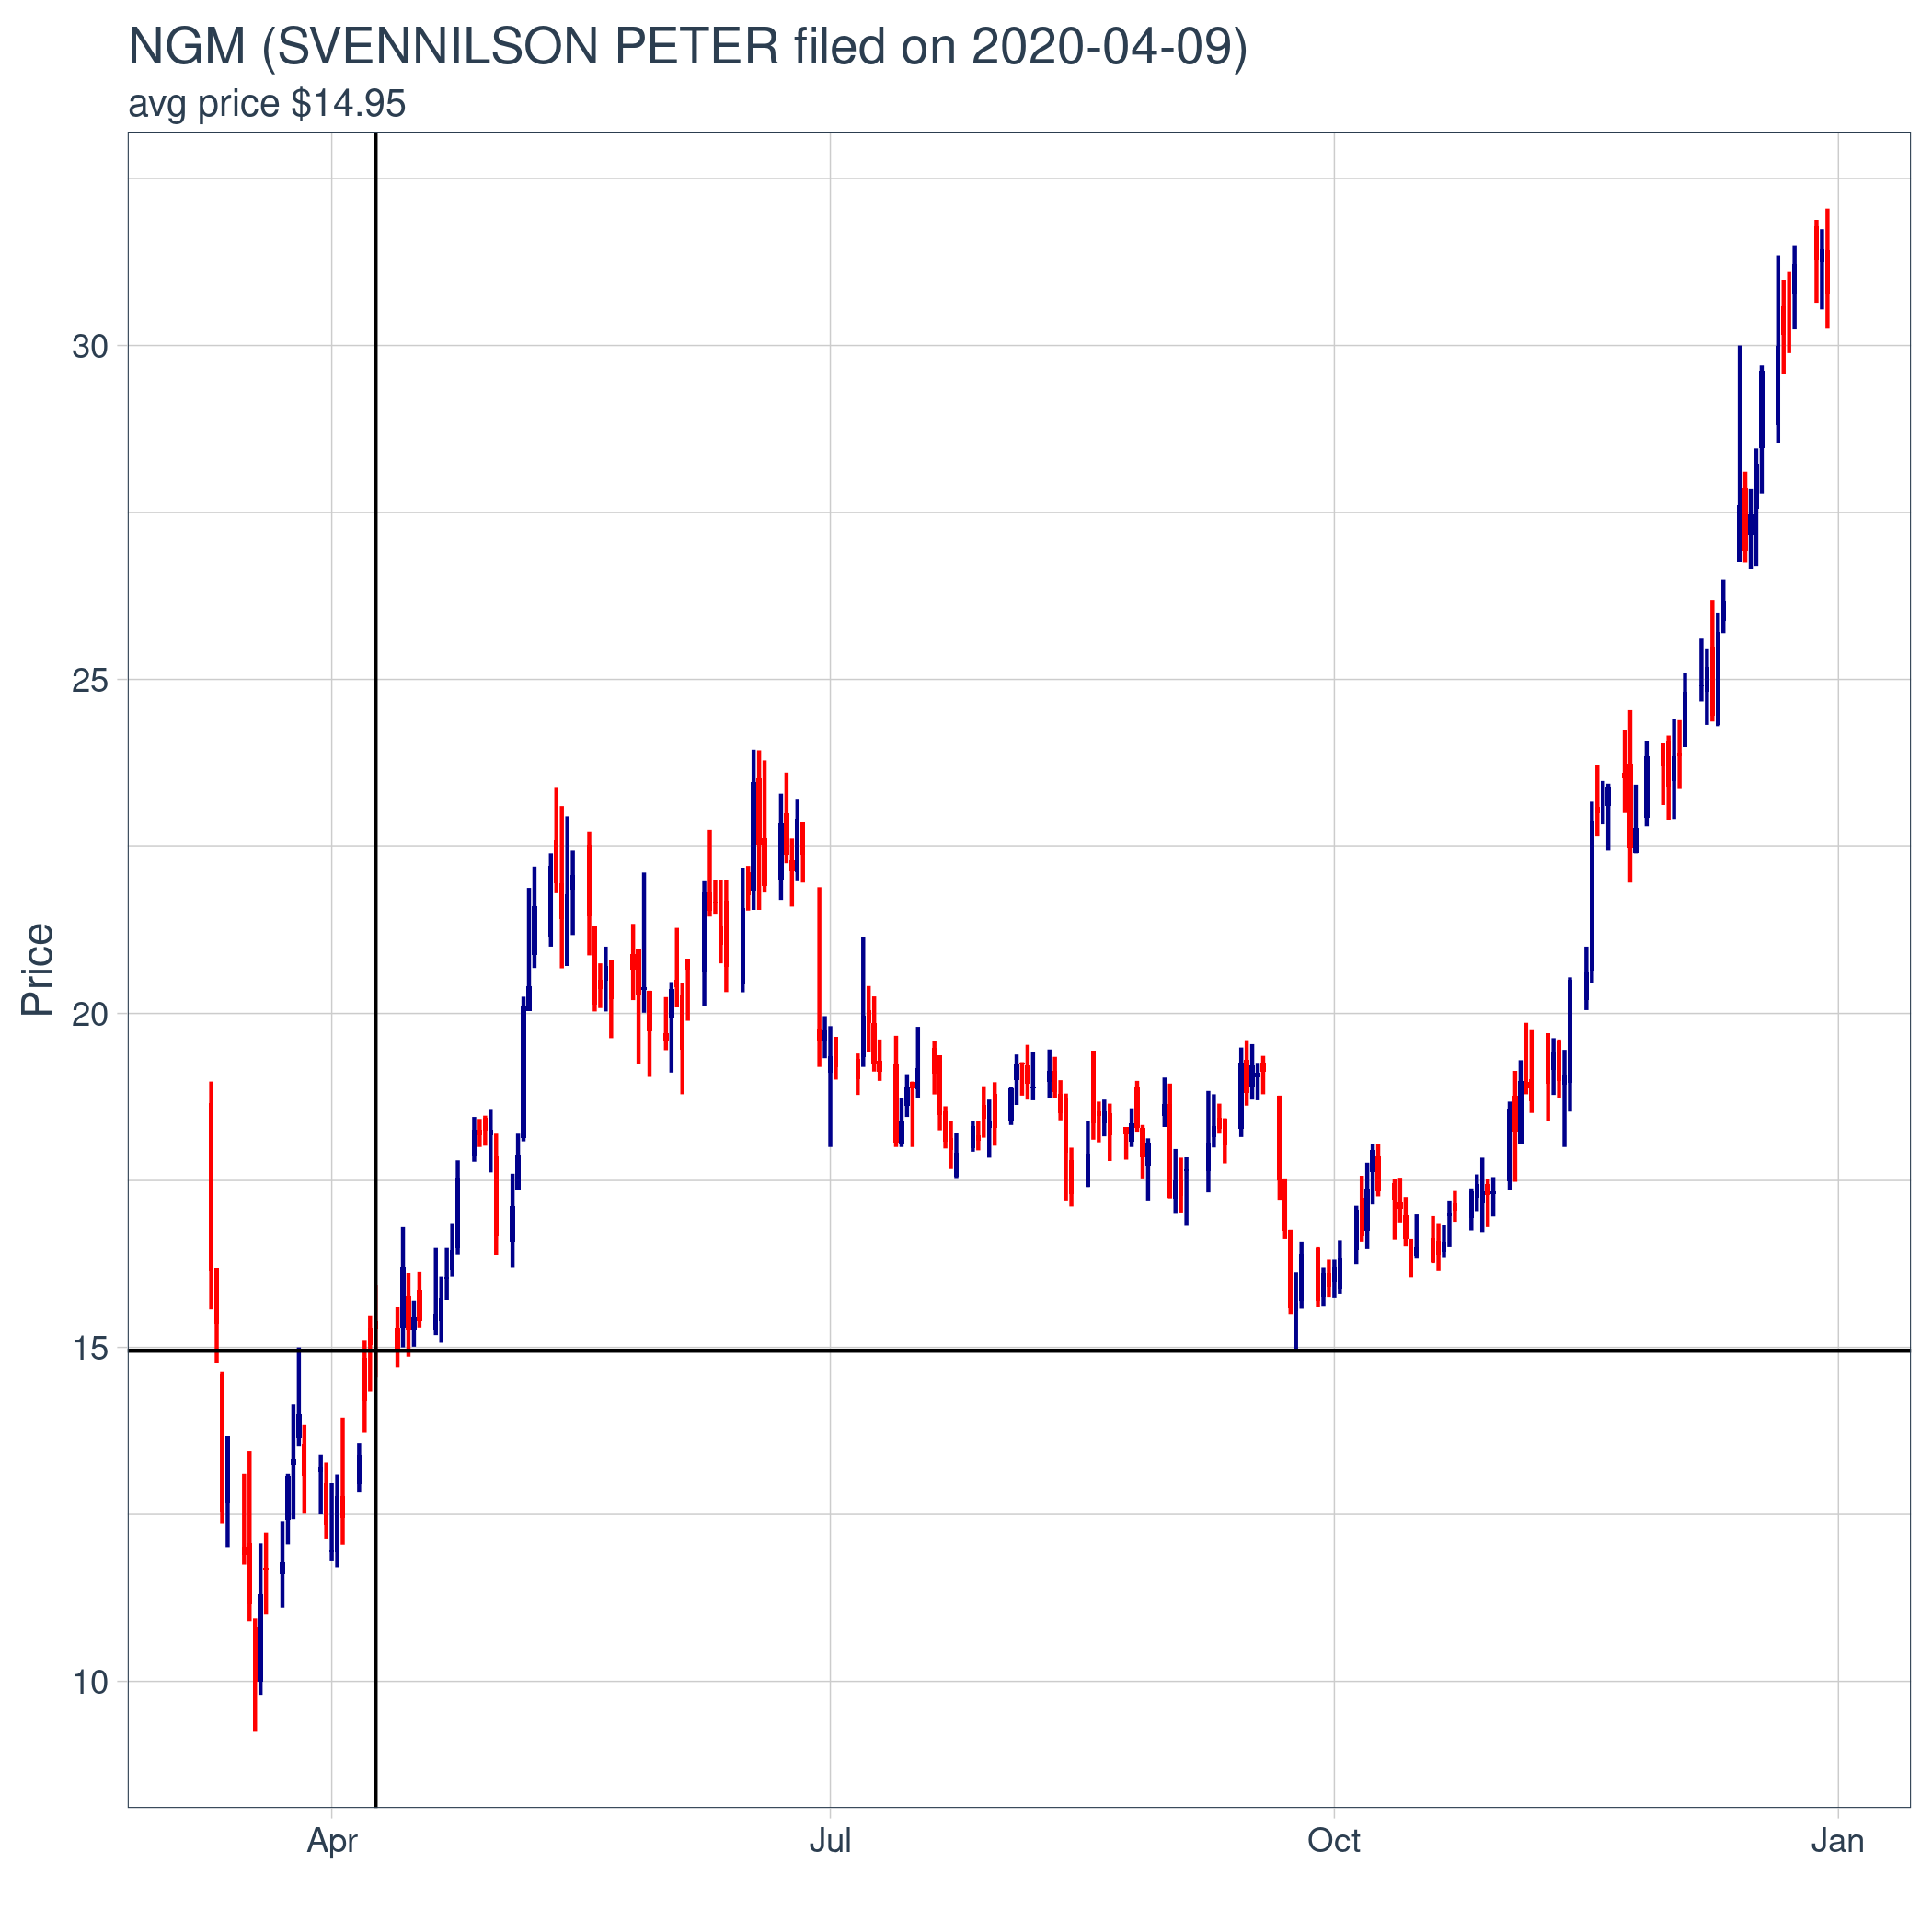 NGM (SVENNILSON PETER filed on 2020-04-09)
avg price $14.95
Price
30
25
20
15
10
Apr
Jul
Oct
Jan